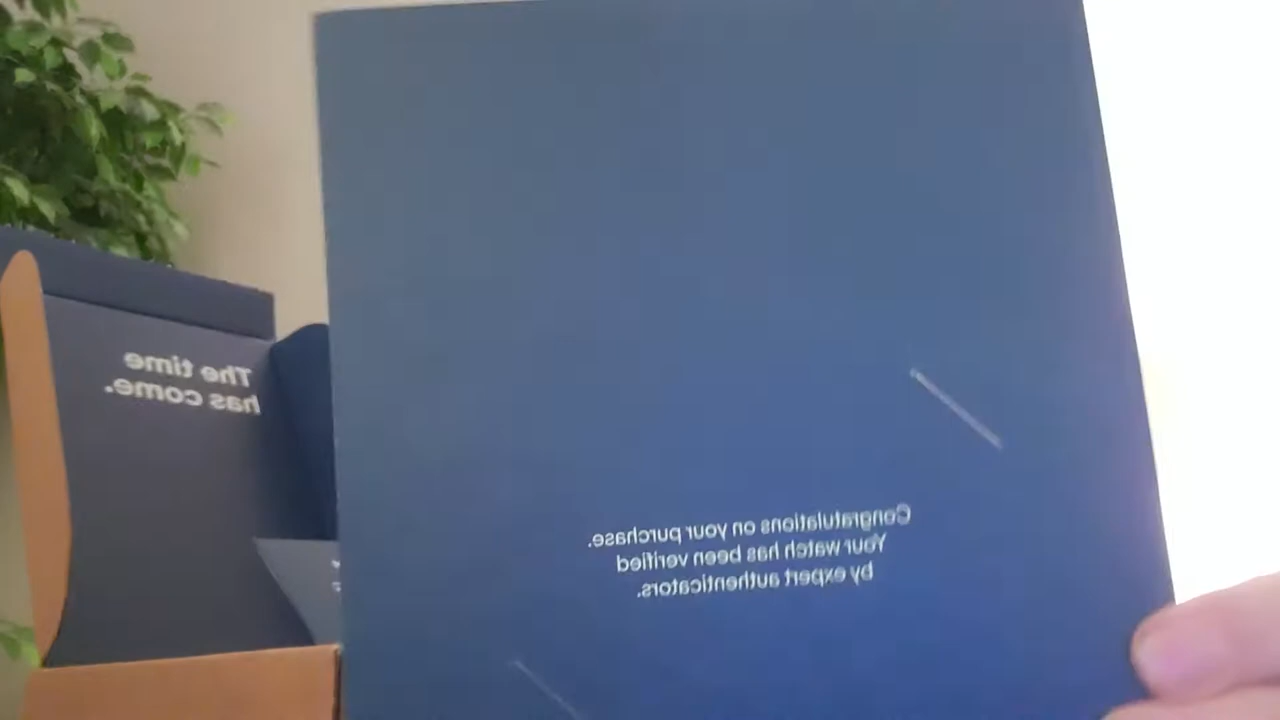 The time
has come.
Congratulations on your purchase.
Your watch has been verified
by expert authenticators.